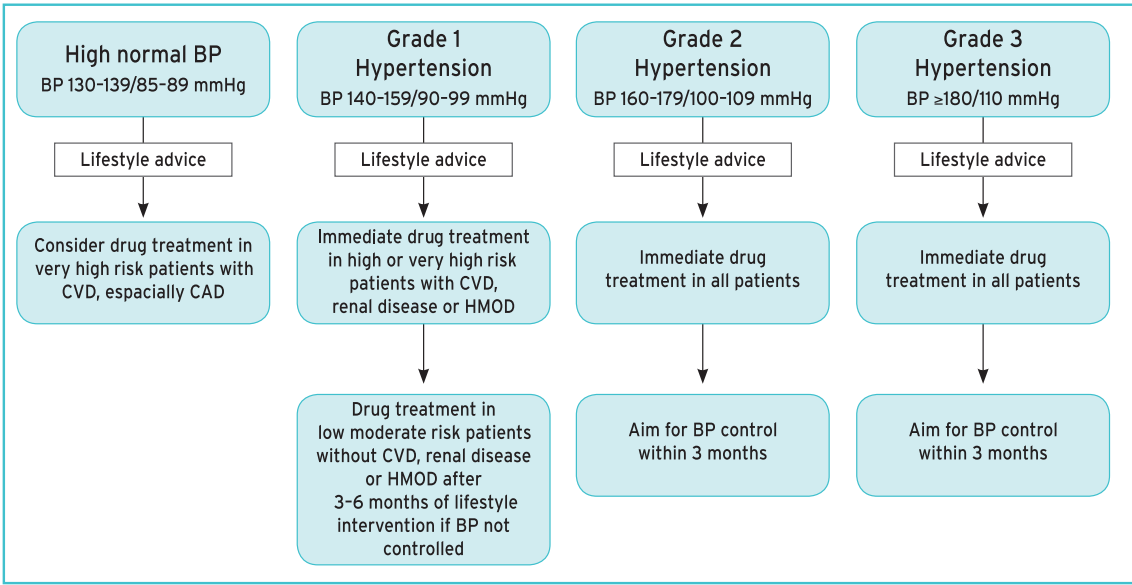 High normal BP
BP 130–139/85–89 mmHg
Lifestyle advice
Consider drug treatment in
very high risk patients with
CVD, espacially CAD
Grade 1
Hypertension
BP 140–159/90–99 mmHg
Lifestyle advice
Immediate drug treatment
in high or very high risk
patients with CVD,
renal disease or HMOD
Drug treatment in
low moderate risk patients
without CVD, renal disease
or HMOD after
3–6 months of lifestyle
intervention if BP not
controlled
Grade 2
Hypertension
BP 160–179/100–109 mmHg
Lifestyle advice
Immediate drug
treatment in all patients
Aim for BP control
within 3 months
Grade 3
Hypertension
BP ≥180/110 mmHg
Lifestyle advice
Immediate drug
treatment in all patients
Aim for BP control
within 3 months